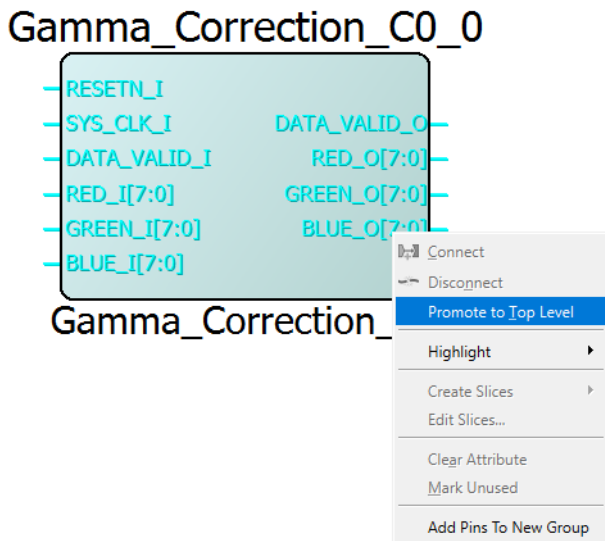 Gamma_Correction_C0_0
RESETN_I
SYS_CLK_I
DATA_VALID_O
DATA_VALID_I
RED_O[7:0]
RED_I[7:0]
GREEN_O[7:0]
GREEN_I[7:0]
BLUE_O[7:0]
BLUE_I[7:0]
Gamma_Correction_
Connect
Disconnect
Promote to Top Level
Highlight
Create Slices
Edit Slices...
Clear Attribute
Mark Unused
Add Pins To New Group